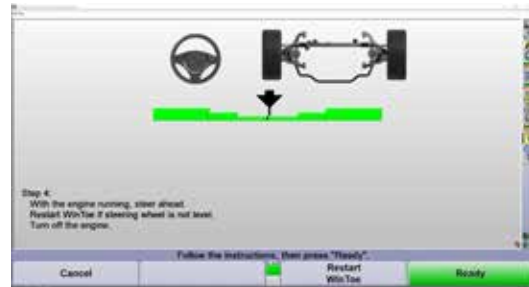 Step 4:
With the engine running, steer ahead.
Restart WinToe if steering wheel is not level.
Turn off the engine.
Follow the instructions, then press "Ready".
Cancel
Restart
WinToe
Ready